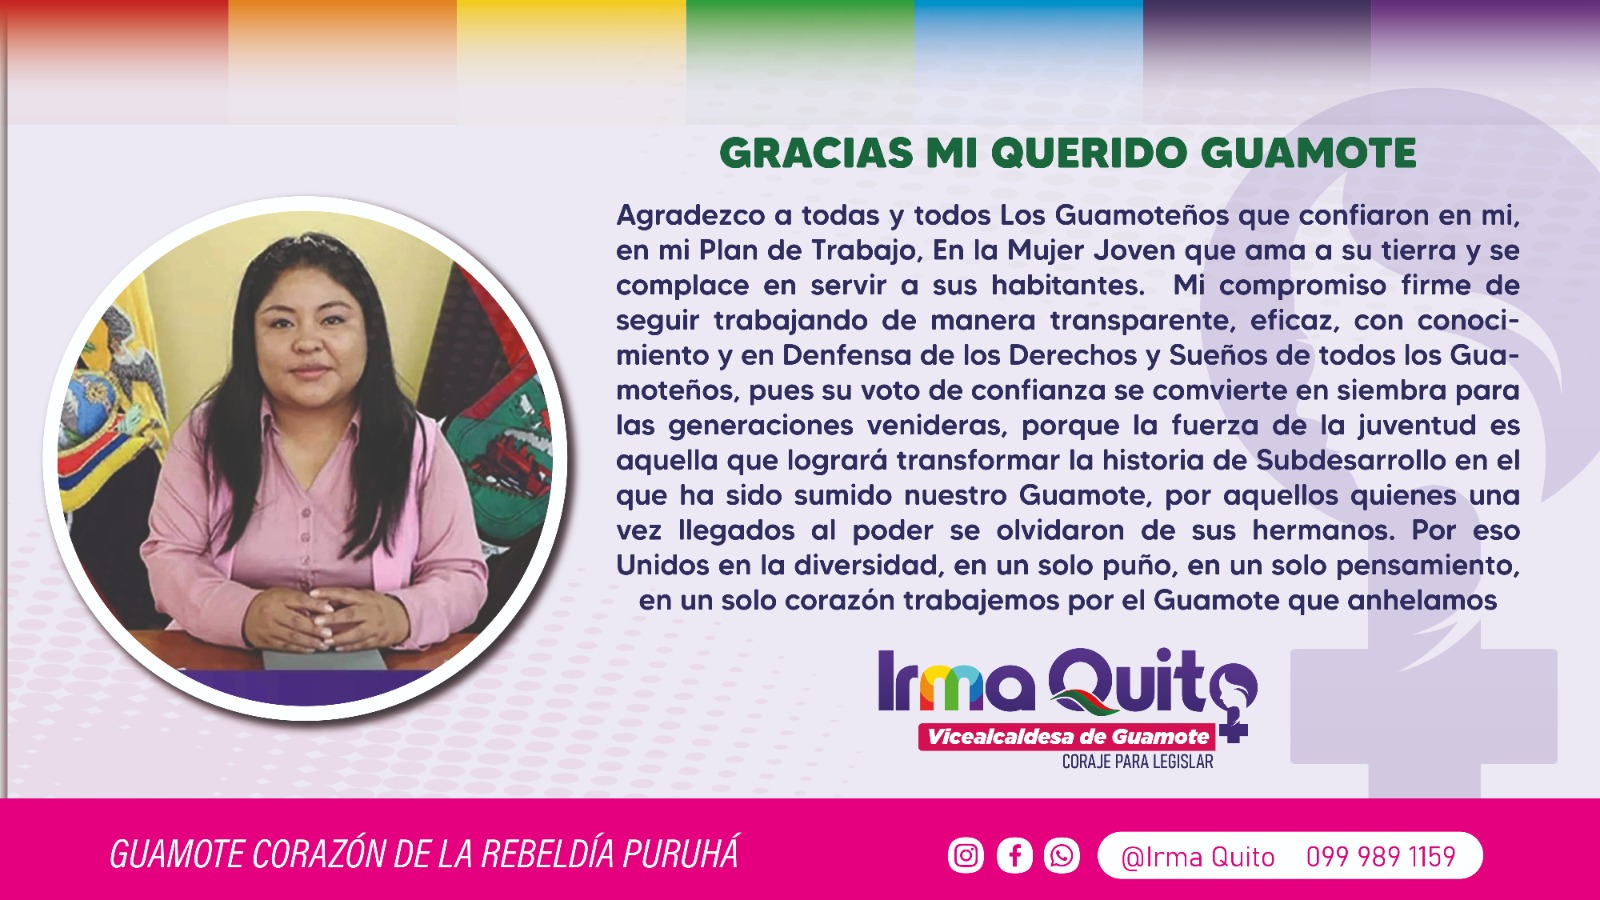 GRACIAS MI QUERIDO GUAMOTE
Agradezco a todas y todos Los Guamoteños que confiaron en mi,
en mi Plan de Trabajo, En la Mujer Joven que ama a su tierra y se
complace en servir a sus habitantes. Mi compromiso firme de
seguir trabajando de manera transparente, eficaz, con conoci-
miento y en Denfensa de los Derechos y Sueños de todos los Gua-
moteños, pues su voto de confianza se comvierte en siembra para
las generaciones venideras, porque la fuerza de la juventud es
aquella que logrará transformar la historia de Subdesarrollo en el
que ha sido sumido nuestro Guamote, por aquellos quienes una
vez llegados al poder se olvidaron de sus hermanos. Por eso
Unidos en la diversidad, en un solo puño, en un solo pensamiento,
en un solo corazón trabajemos por el Guamote que anhelamos
Irma Quito
Vicealcaldesa de Guamote
CORAJE PARA LEGISLAR
GUAMOTE CORAZÓN DE LA REBELDÍA PURUHÁ
@Irma Quito 099 989 1159